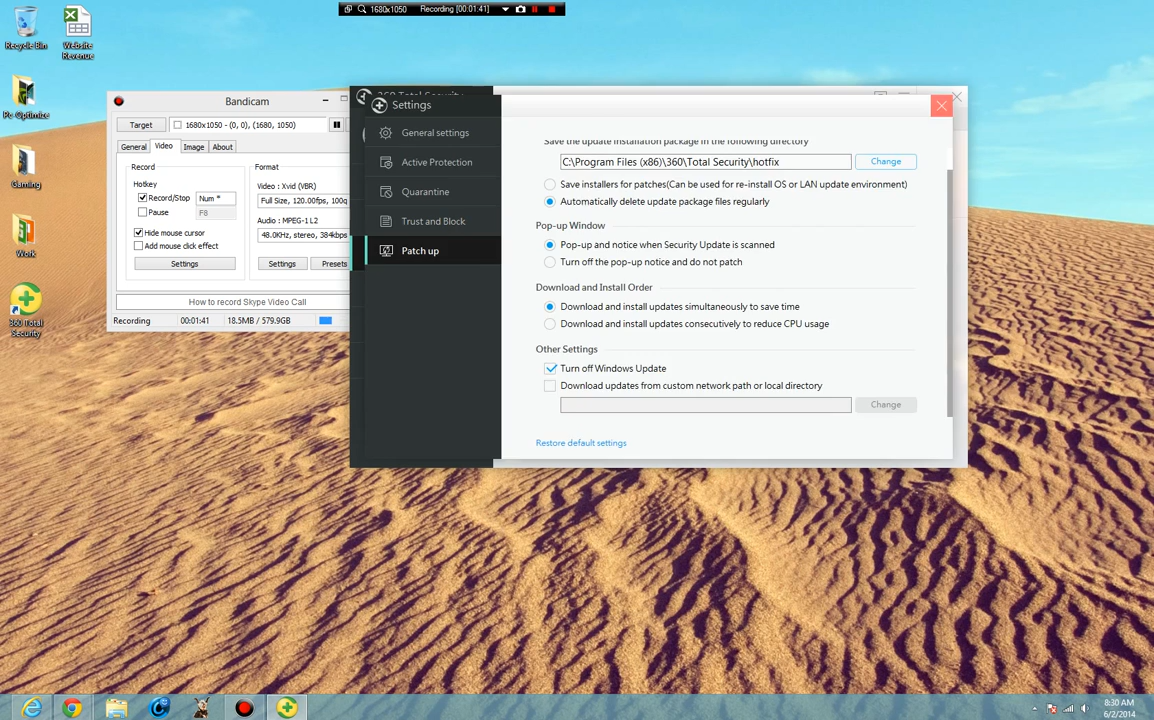 1680x1050 Recording [00:01:41]
Recycle Bin
Website Revenue
Pc Optimize
Gaming
Work
360 Total Security
Bandicam
Target
1680x1050 - (0, 0), (1680, 1050)
General Video Image About
Record
Hotkey
Record/Stop Num *
Pause F8
Hide mouse cursor
Add mouse click effect
Settings
Format
Video : Xvid (VBR)
Full Size, 120.00fps, 100q
Audio : MPEG-1 L2
48.0KHz, stereo, 384kbps
Settings Presets
How to record Skype Video Call
Recording 00:01:41 18.5MB / 579.9GB
Settings
General settings
Active Protection
Quarantine
Trust and Block
Patch up
Save the update installation package in the following directory
C:\Program Files (x86)\360\Total Security\hotfix Change
Save installers for patches(Can be used for re-install OS or LAN update environment)
Automatically delete update package files regularly
Pop-up Window
Pop-up and notice when Security Update is scanned
Turn off the pop-up notice and do not patch
Download and Install Order
Download and install updates simultaneously to save time
Download and install updates consecutively to reduce CPU usage
Other Settings
Turn off Windows Update
Download updates from custom network path or local directory
Change
Restore default settings
8:30 AM
6/2/2014